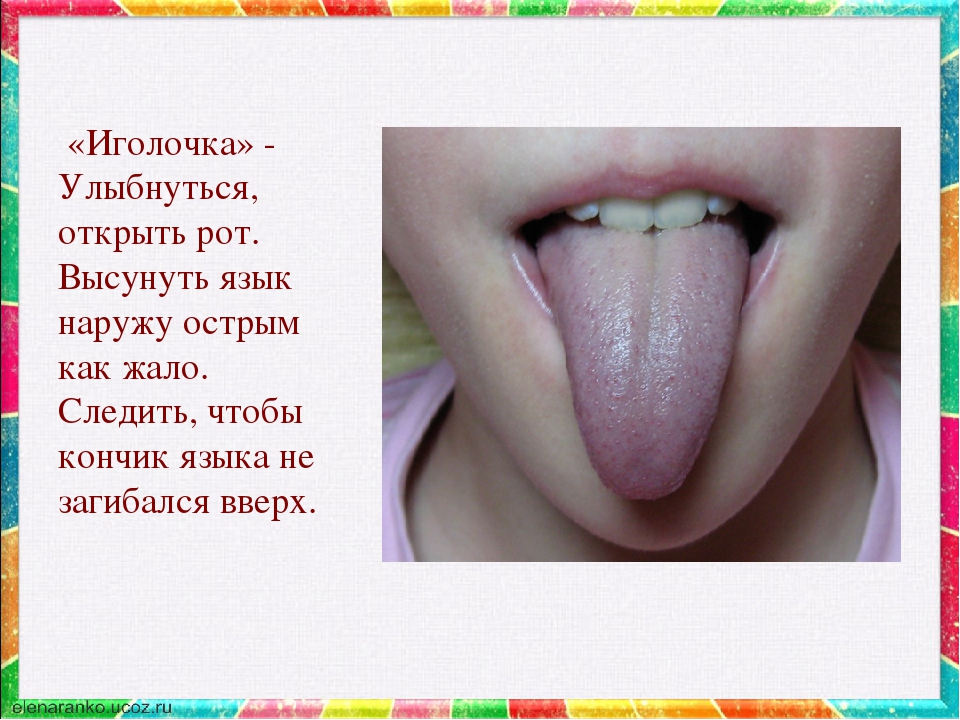 «Иголочка» -
Улыбнуться,
открыть рот.
Высунуть язык
наружу острым
как жало.
Следить, чтобы
кончик языка не
загибался вверх.
elenaranko.ucoz.ru